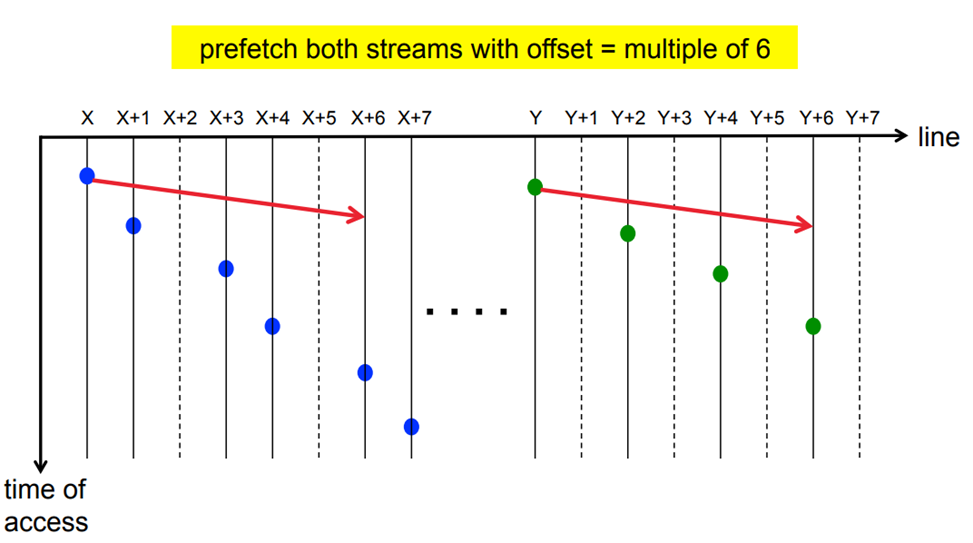 prefetch both streams with offset = multiple of 6
X X+1 X+2 X+3 X+4 X+5 X+6 X+7 Y Y+1 Y+2 Y+3 Y+4 Y+5 Y+6 Y+7
line
time of
access